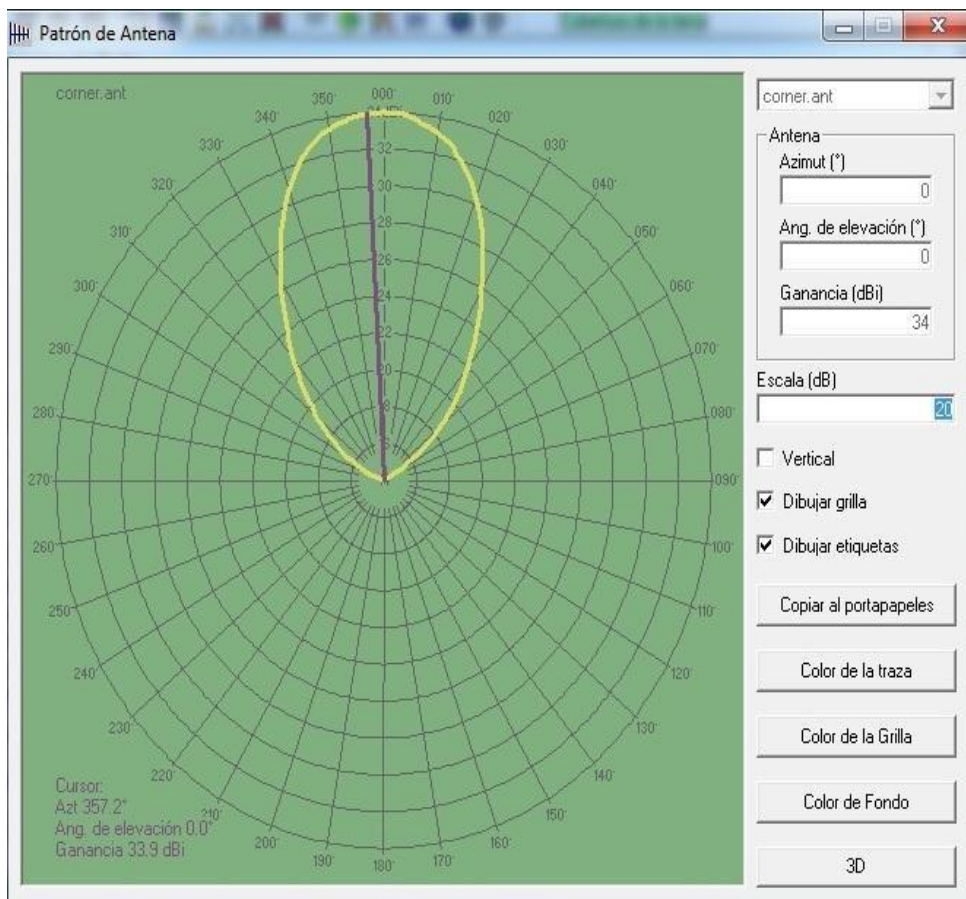 Patrón de Antena
corner.ant
000
350
010
340
020
330
030
320
040
310
050
300
060
290
070
280
080
270
090
260
100
250
110
240
120
230
130
220
140
210
150
200
160
190
170
180
32
30
28
26
24
22
20
18
Cursor:
Azt 357.2°
Ang. de elevación 0.0°
Ganancia 33.9 dBi
corner.ant
Antena
Azimut (°)
0
Ang. de elevación (°)
0
Ganancia (dBi)
34
Escala (dB)
20
Vertical
Dibujar grilla
Dibujar etiquetas
Copiar al portapapeles
Color de la traza
Color de la Grilla
Color de Fondo
3D